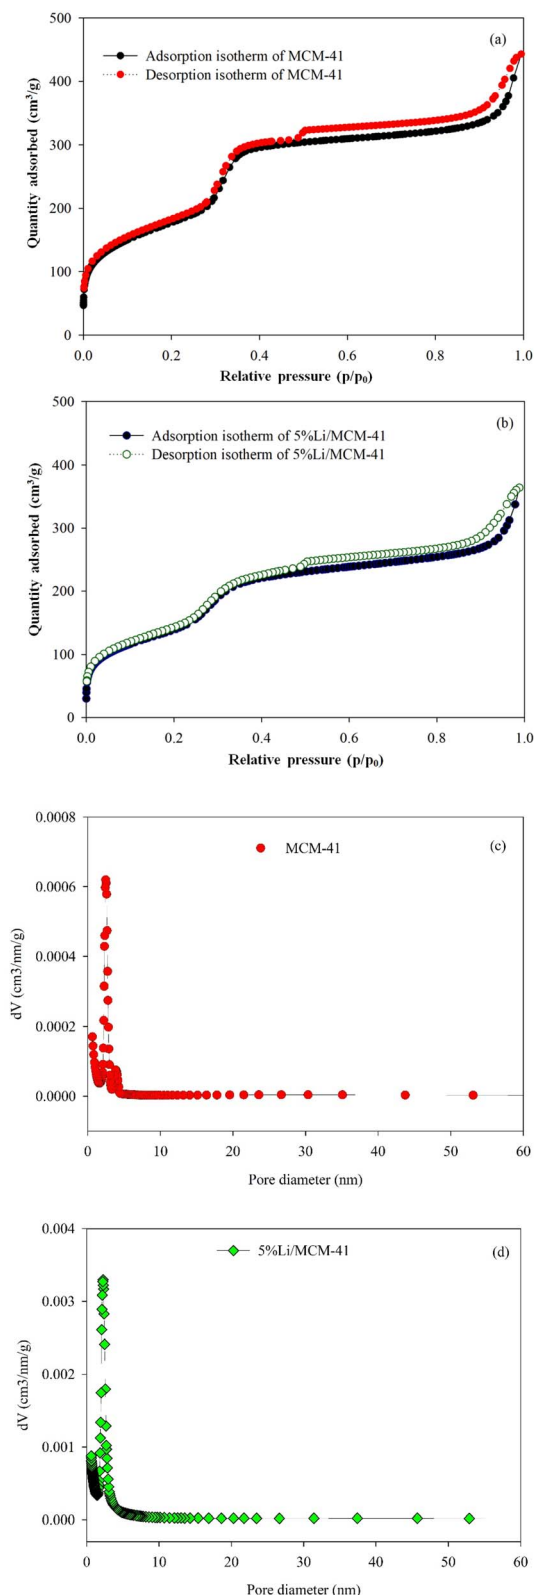 (a)
Adsorption isotherm of MCM-41
Desorption isotherm of MCM-41
500
400
300
200
100
0
Quantity adsorbed (cm³/g)
0.0 0.2 0.4 0.6 0.8 1.0
Relative pressure (p/p₀)
(b)
Adsorption isotherm of 5%Li/MCM-41
Desorption isotherm of 5%Li/MCM-41
500
400
300
200
100
0
Quantity adsorbed (cm³/g)
0.0 0.2 0.4 0.6 0.8 1.0
Relative pressure (p/p₀)
(c)
MCM-41
0.0008
0.0006
0.0004
0.0002
0.0000
dV (cm3/nm/g)
0 10 20 30 40 50 60
Pore diameter (nm)
(d)
5%Li/MCM-41
0.004
0.003
0.002
0.001
0.000
dV (cm3/nm/g)
0 10 20 30 40 50 60
Pore diameter (nm)